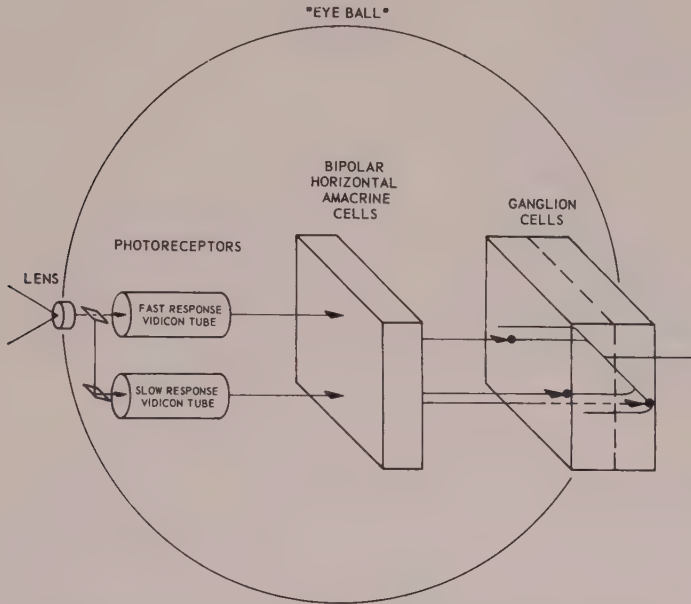 "EYE BALL"
BIPOLAR
HORIZONTAL
AMACRINE
CELLS
GANGLION
CELLS
PHOTORECEPTORS
LENS
FAST RESPONSE
VIDICON TUBE
SLOW RESPONSE
VIDICON TUBE